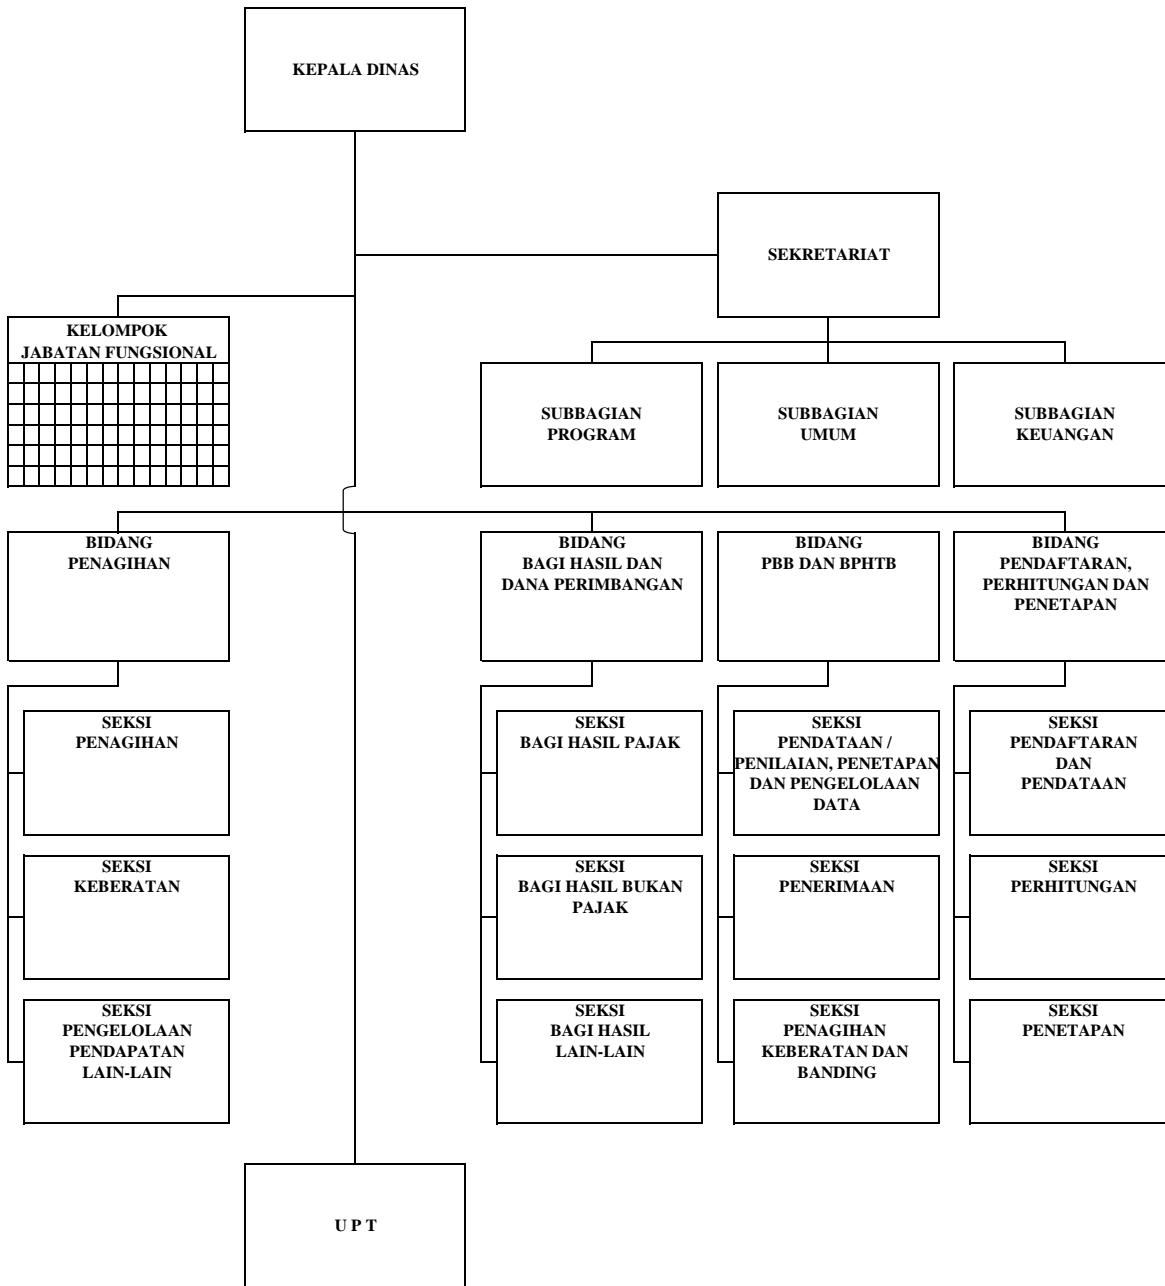 KEPALA DINAS
SEKRETARIAT
KELOMPOK
JABATAN FUNGSIONAL
SUBBAGIAN
PROGRAM
SUBBAGIAN
UMUM
SUBBAGIAN
KEUANGAN
BIDANG
PENAGIHAN
BIDANG
BAGI HASIL DAN
DANA PERIMBANGAN
BIDANG
PBB DAN BPHTB
BIDANG
PENDAFTARAN,
PERHITUNGAN DAN
PENETAPAN
SEKSI
PENAGIHAN
SEKSI
BAGI HASIL PAJAK
SEKSI
PENDATAAN /
PENILAIAN, PENETAPAN
DAN PENGELOLAAN
DATA
SEKSI
PENDAFTARAN
DAN
PENDATAAN
SEKSI
KEBERATAN
SEKSI
BAGI HASIL BUKAN
PAJAK
SEKSI
PENERIMAAN
SEKSI
PERHITUNGAN
SEKSI
PENGELOLAAN
PENDAPATAN
LAIN-LAIN
SEKSI
BAGI HASIL
LAIN-LAIN
SEKSI
PENAGIHAN
KEBERATAN DAN
BANDING
SEKSI
PENETAPAN
U P T